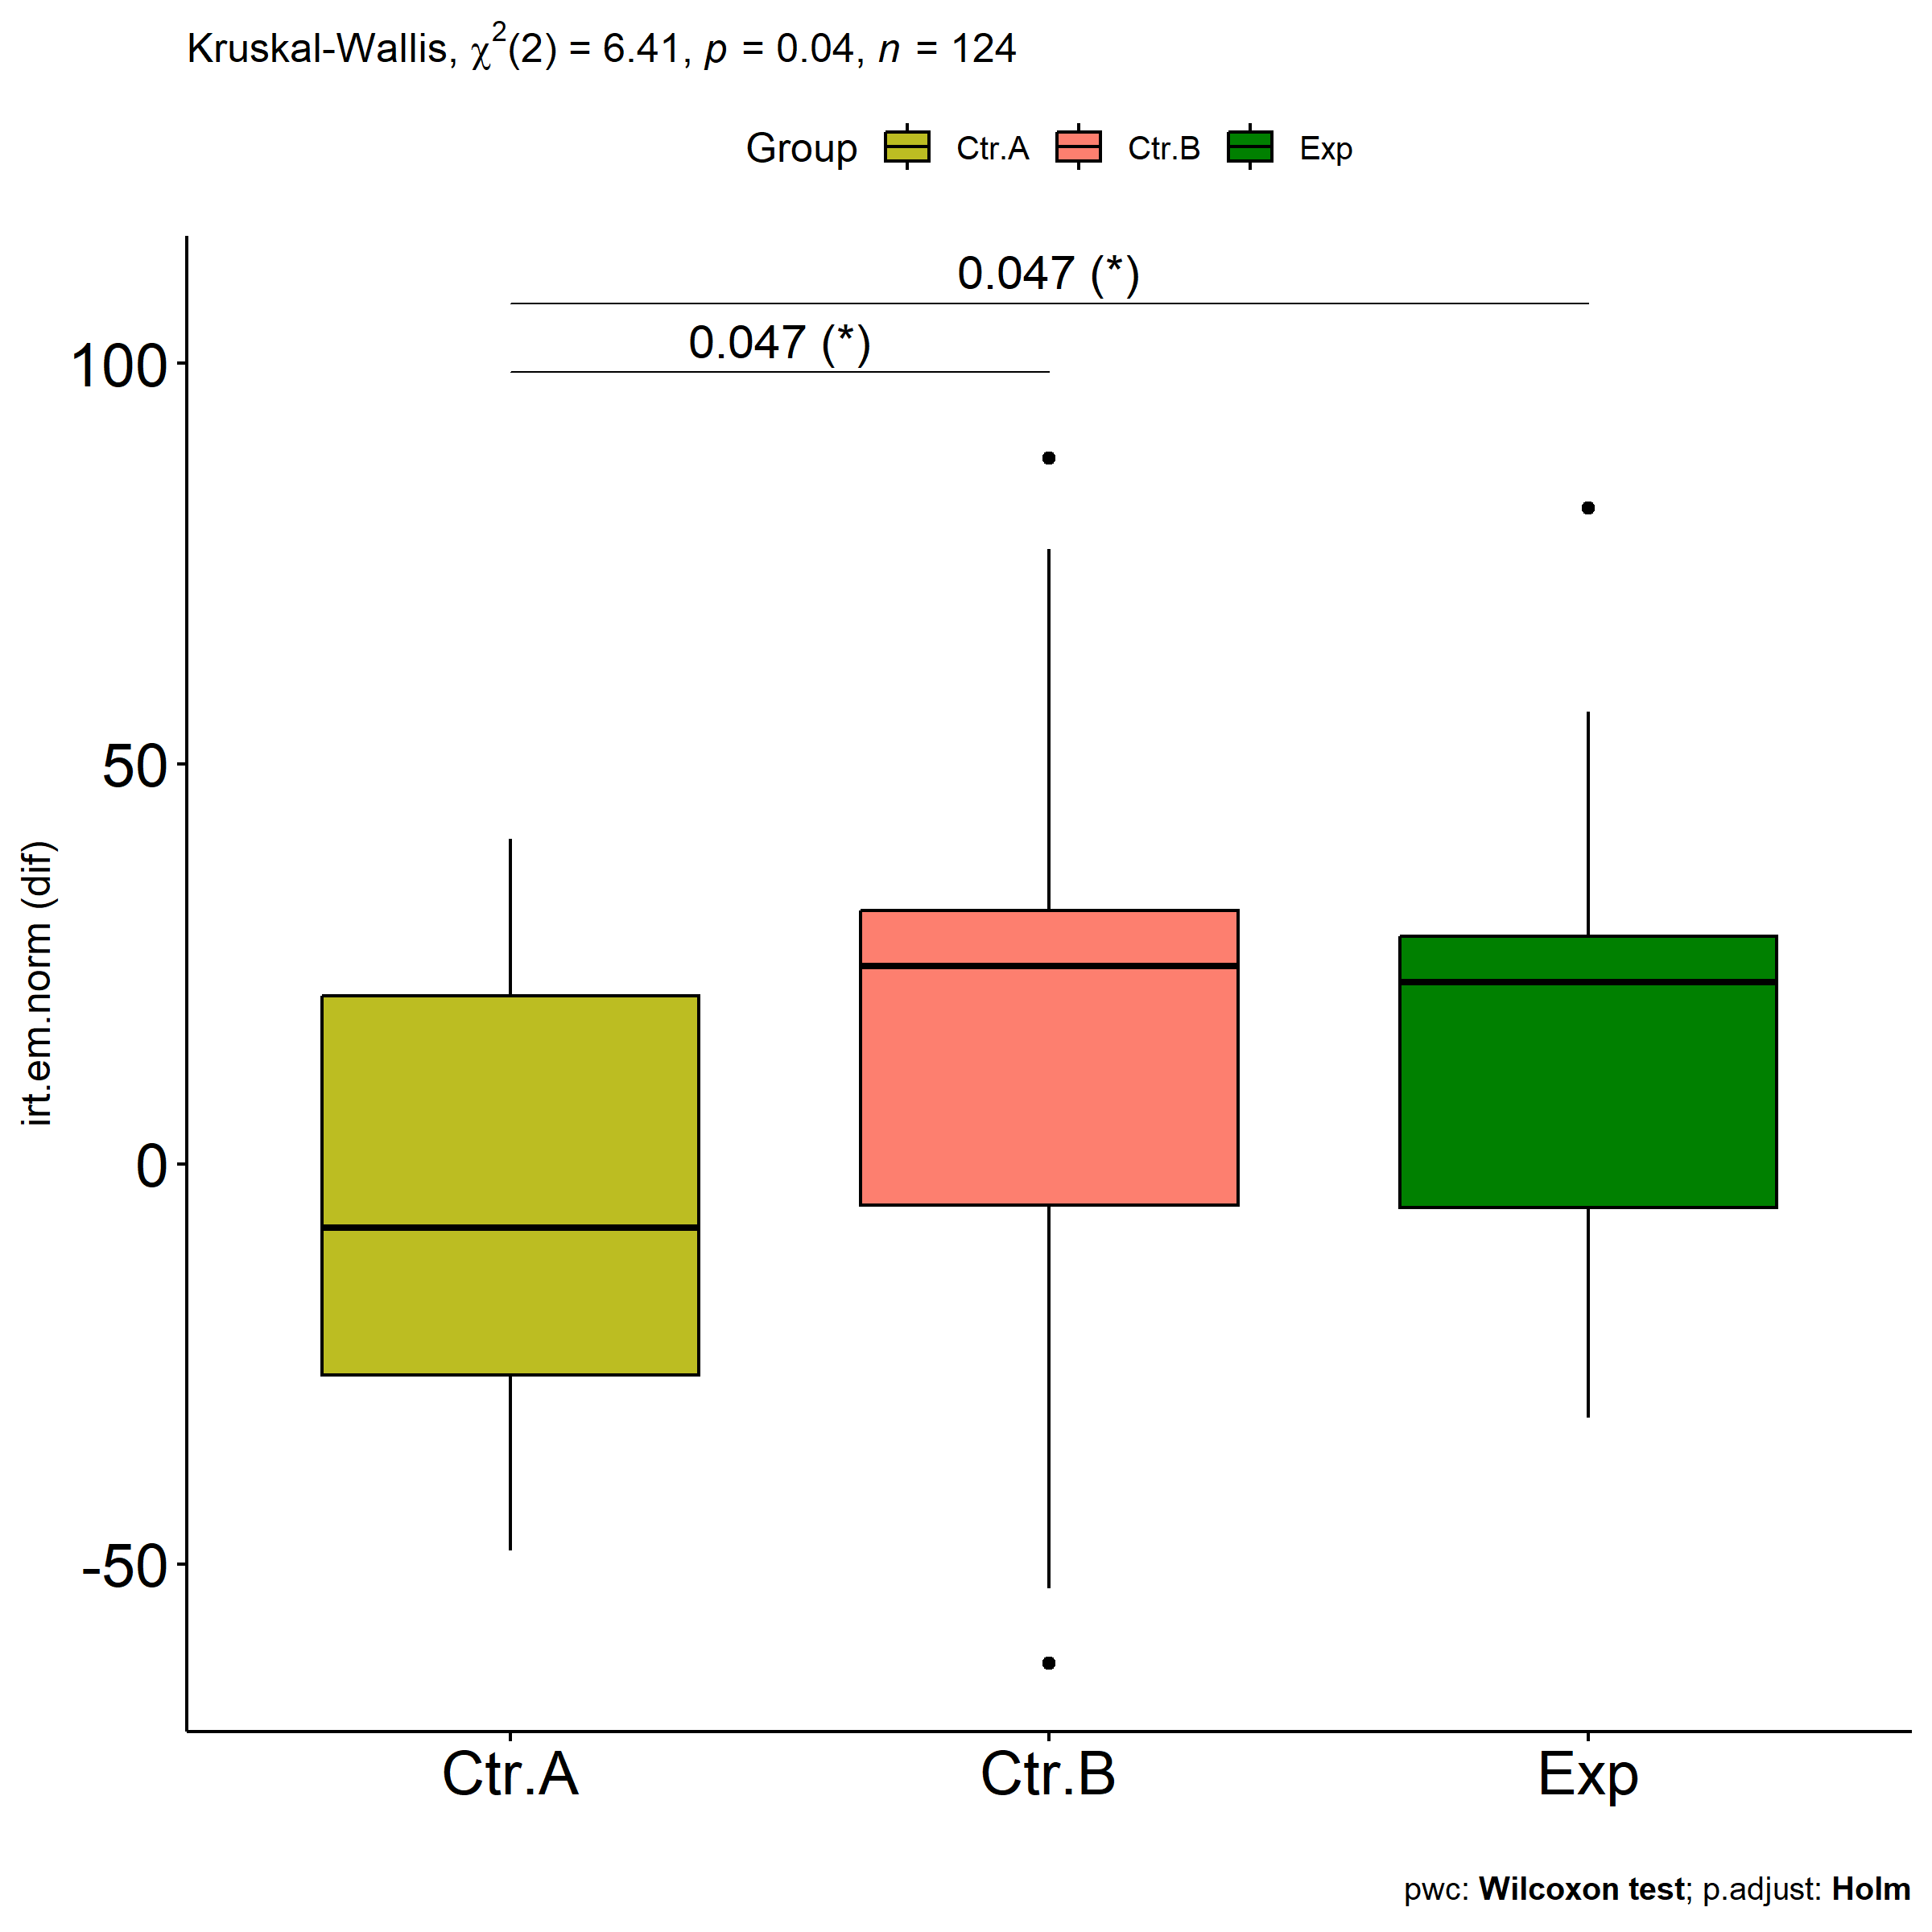 Kruskal-Wallis, χ²(2) = 6.41, p = 0.04, n = 124
Group Ctr.A Ctr.B Exp
0.047 (*)
0.047 (*)
100
50
0
-50
irt.em.norm (dif)
Ctr.A Ctr.B Exp
pwc: Wilcoxon test; p.adjust: Holm